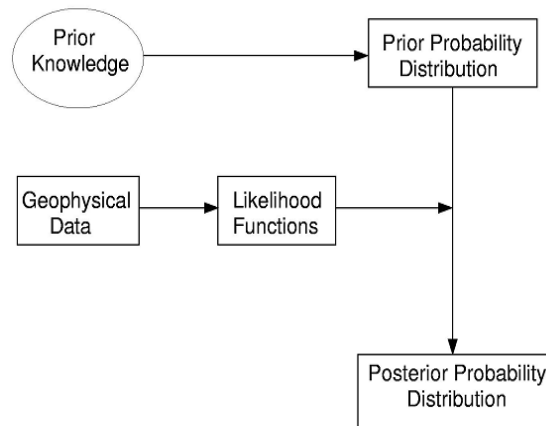 Prior
Knowledge
Prior Probability
Distribution
Geophysical
Data
Likelihood
Functions
Posterior Probability
Distribution